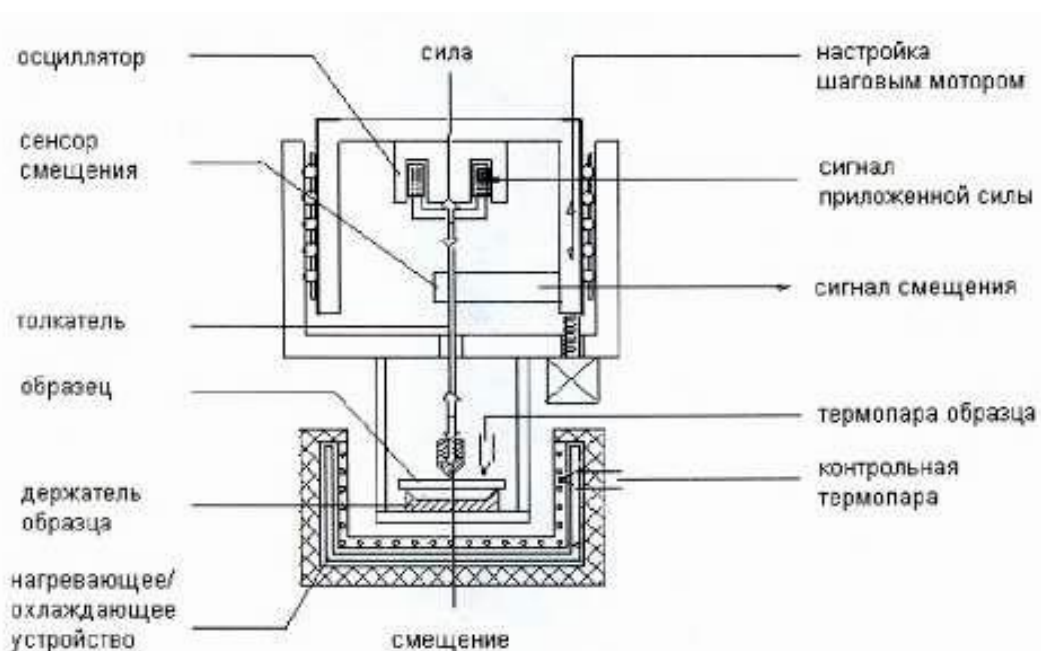 осциллятор
сила
настройка
шаговым мотором
сенсор
смещения
сигнал
приложенной силы
сигнал смещения
толкатель
образец
термопара образца
контрольная
термопара
держатель
образца
нагревающее/
охлаждающее
устройство
смещение